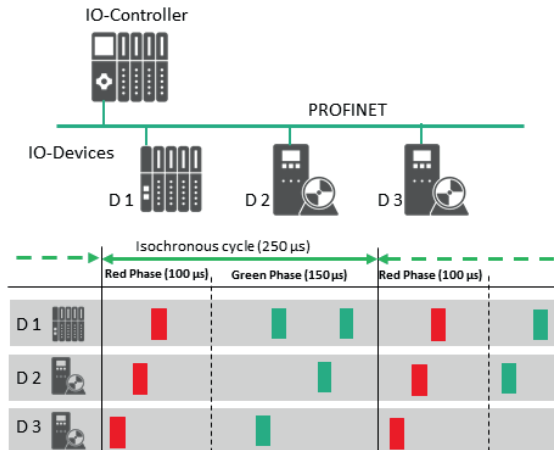 IO-Controller
PROFINET
IO-Devices
D 1
D 2
D 3
Isochronous cycle (250 µs)
Red Phase (100 µs)
Green Phase (150 µs)
Red Phase (100 µs)
D 1
D 2
D 3